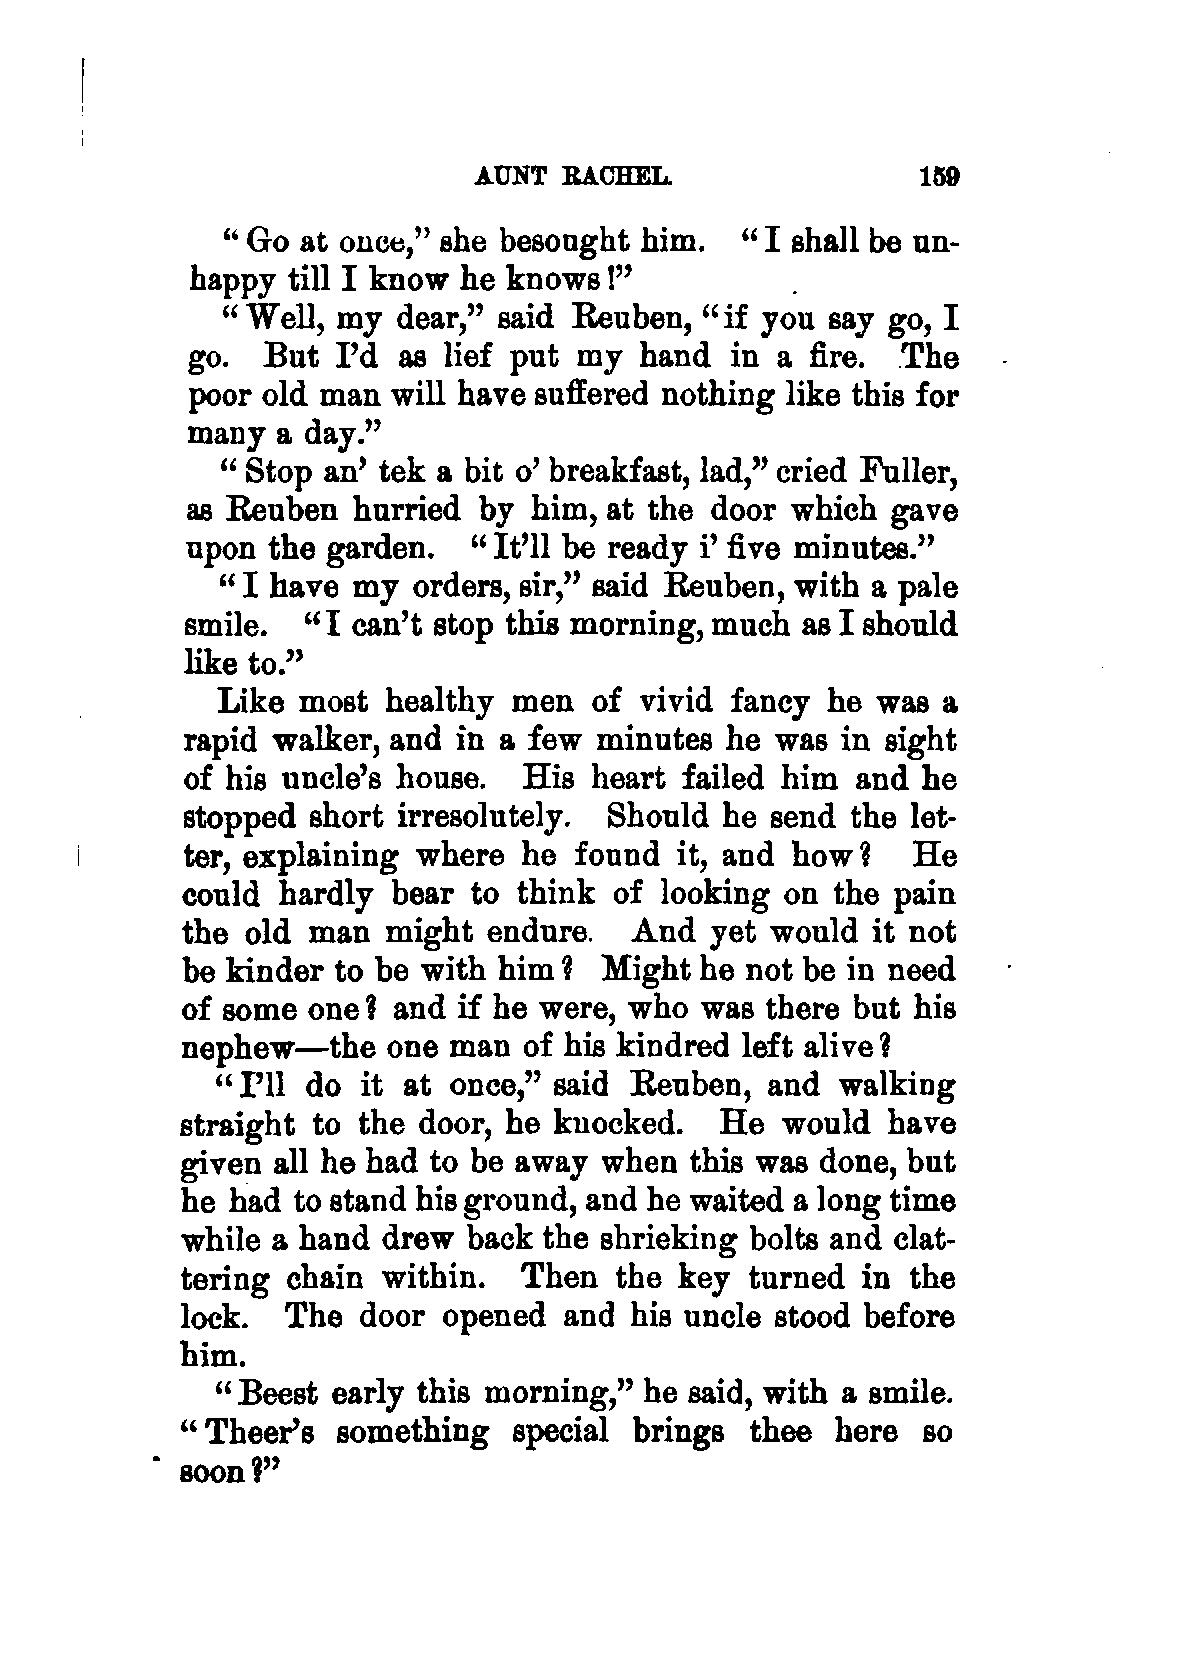 AUNT RACHEL. 159
“Go at once,” she besought him. “I shall be un-
happy till I know he knows!”
“Well, my dear,” said Reuben, “if you say go, I
go. But I’d as lief put my hand in a fire. The
poor old man will have suffered nothing like this for
many a day.”
“Stop an’ tek a bit o’ breakfast, lad,” cried Fuller,
as Reuben hurried by him, at the door which gave
upon the garden. “It’ll be ready i’ five minutes.”
“I have my orders, sir,” said Reuben, with a pale
smile. “I can’t stop this morning, much as I should
like to.”
Like most healthy men of vivid fancy he was a
rapid walker, and in a few minutes he was in sight
of his uncle’s house. His heart failed him and he
stopped short irresolutely. Should he send the let-
ter, explaining where he found it, and how? He
could hardly bear to think of looking on the pain
the old man might endure. And yet would it not
be kinder to be with him? Might he not be in need
of some one? and if he were, who was there but his
nephew—the one man of his kindred left alive?
“I’ll do it at once,” said Reuben, and walking
straight to the door, he knocked. He would have
given all he had to be away when this was done, but
he had to stand his ground, and he waited a long time
while a hand drew back the shrieking bolts and clat-
tering chain within. Then the key turned in the
lock. The door opened and his uncle stood before
him.
“Beest early this morning,” he said, with a smile.
“Theer’s something special brings thee here so
soon?”